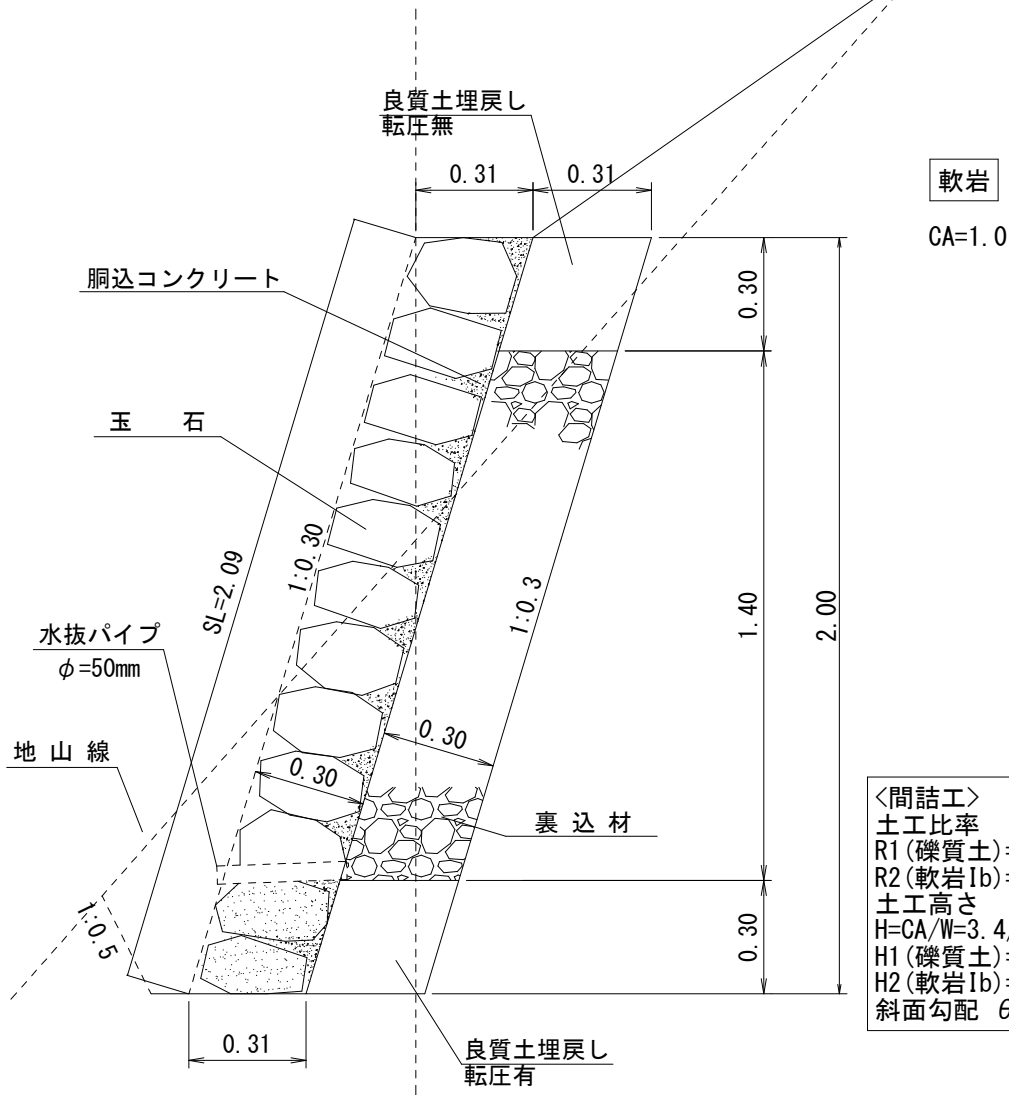 良質土埋戻し
転圧無
0.31
0.31
軟岩
CA=1.0
胴込コンクリート
0.30
玉 石
1:0.30
SL=2.09
1:0.3
1.40
2.00
水抜パイプ
φ=50mm
0.30
地 山 線
0.30
裏 込 材
1:0.5
0.30
<間詰工>
土工比率
R1(礫質土)=
R2(軟岩Ib)=
土工高さ
H=CA/W=3.4/
H1(礫質土)=
H2(軟岩Ib)=
斜面勾配 θ
0.31
良質土埋戻し
転圧有